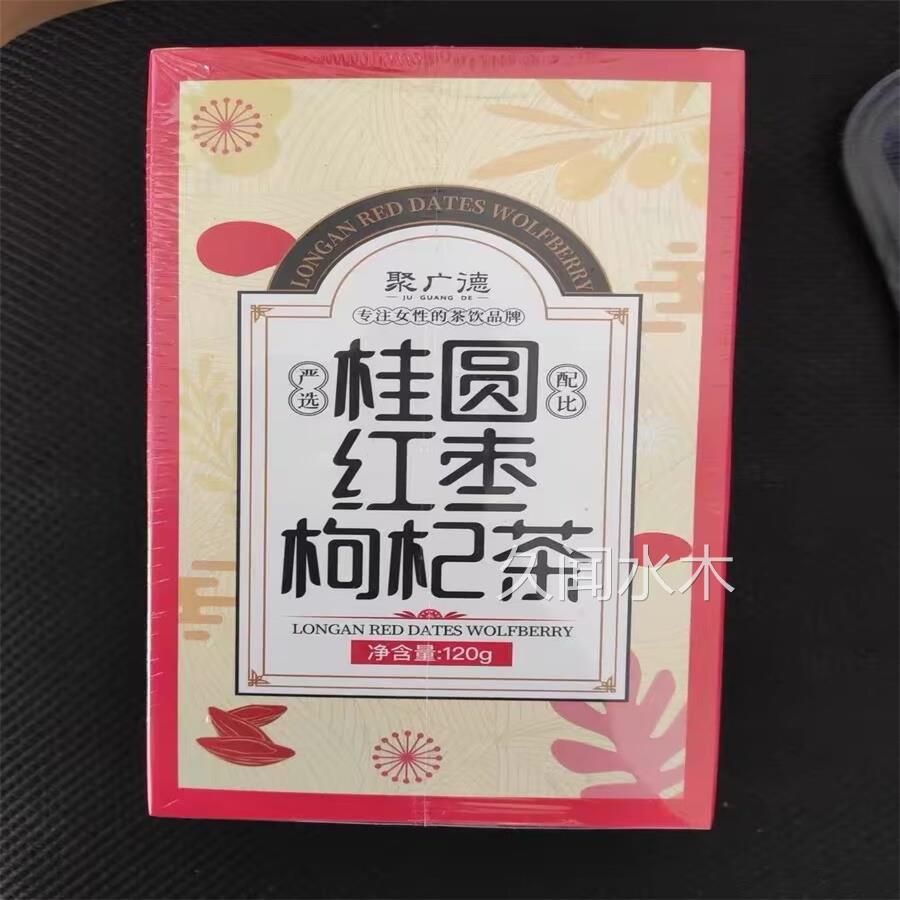 LONGAN RED DATES WOLFBERRY
聚广德
JU GUANG DE
专注女性的茶饮品牌
严选
配比
桂圆
红枣
枸杞茶
久闻水木
LONGAN RED DATES WOLFBERRY
净含量:120g